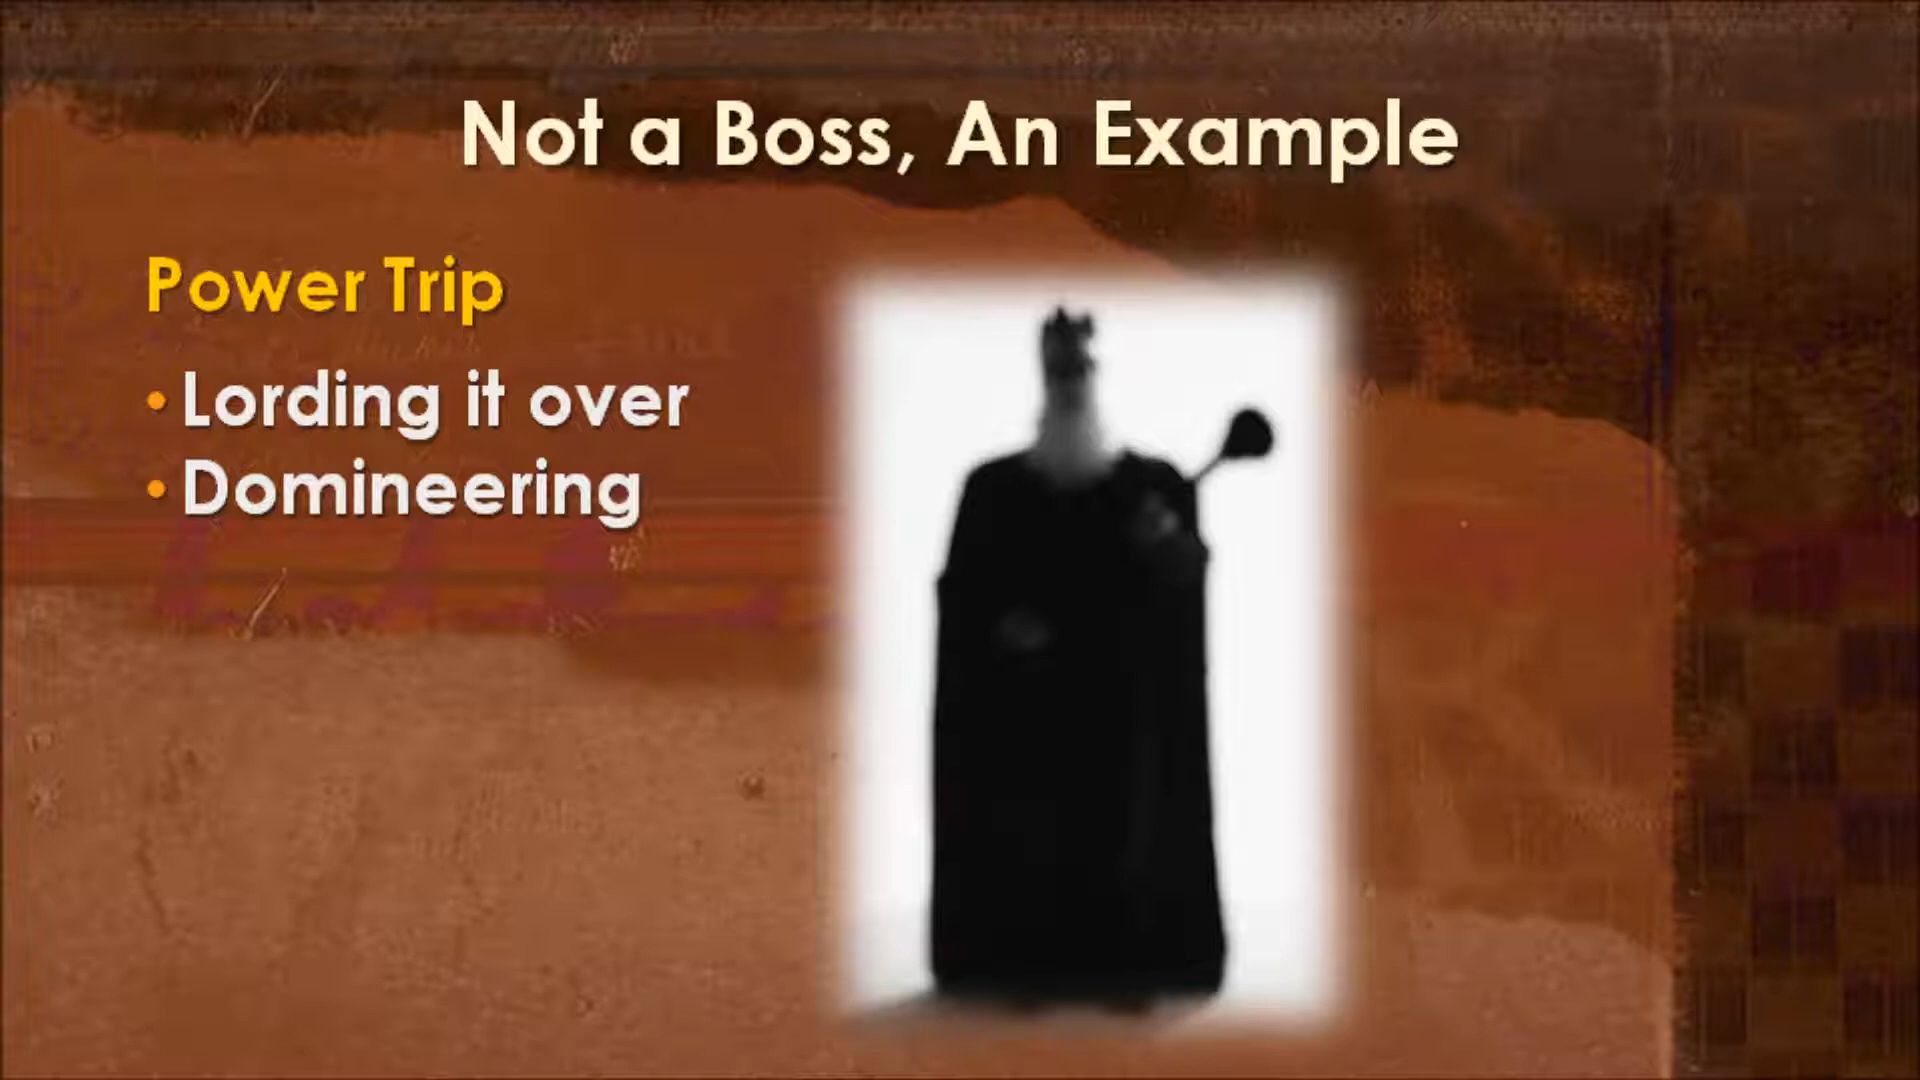 Not a Boss, An Example
Power Trip
• Lording it over
• Domineering